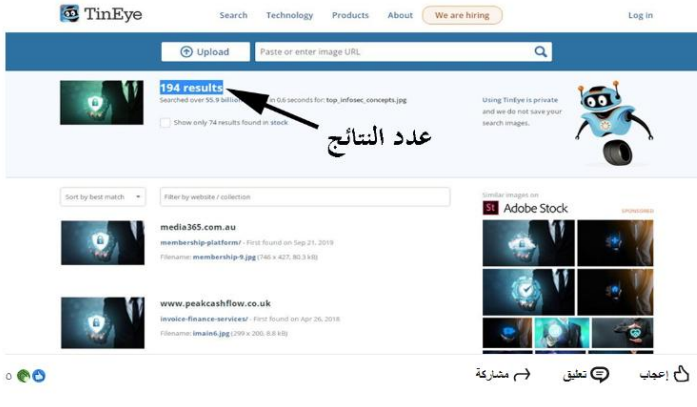 TinEye
Search Technology Products About We are hiring Log in
Upload Paste or enter image URL
194 results
Searched over 55.9 billion in 0.6 seconds for: top_infosec_concepts.jpg
Show only 74 results found in stock
عدد النتائج
Using TinEye is private
and we do not save your
search images.
Sort by best match Filter by website / collection
media365.com.au
membership-platform/ - First found on Sep 21, 2019
Filename: membership-9.jpg (740 x 427, 80.3 kB)
www.peakcashflow.co.uk
invoice-finance-services/ - First found on Apr 26, 2018
Filename: imain6.jpg (299 x 200, 8.8 kB)
Similar images on
St Adobe Stock SPONSORED
إعجاب تعليق مشاركة
0